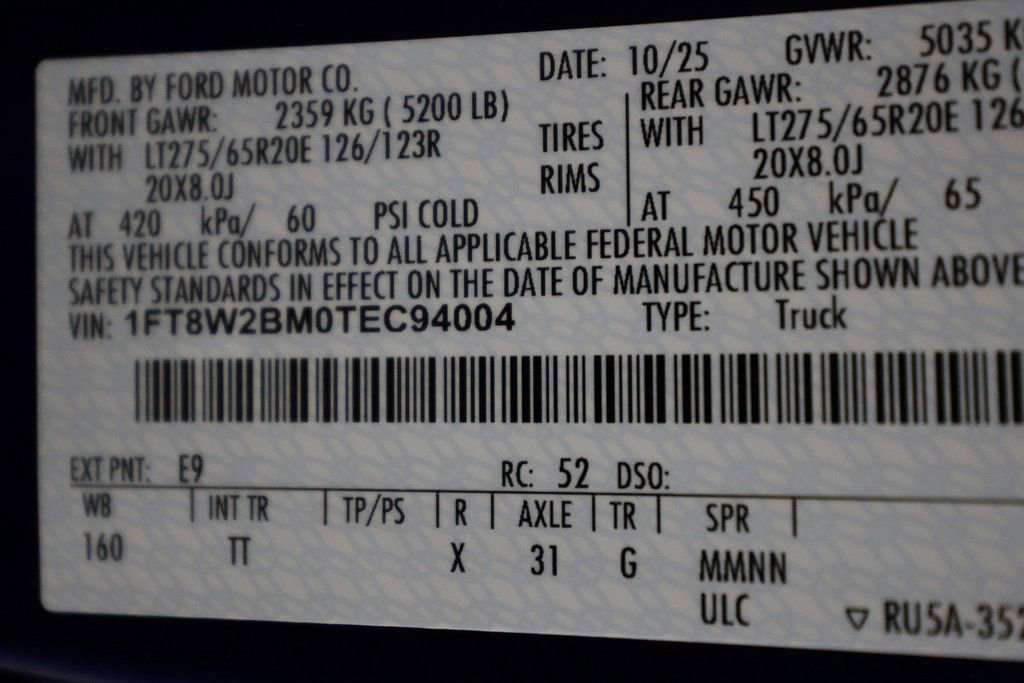 MFD. BY FORD MOTOR CO. DATE: 10/25 GVWR: 5035 K
FRONT GAWR: 2359 KG ( 5200 LB) REAR GAWR: 2876 KG (
WITH LT275/65R20E 126/123R TIRES WITH LT275/65R20E 126
20X8.0J RIMS 20X8.0J
AT 420 kPa/ 60 PSI COLD AT 450 kPa/ 65
THIS VEHICLE CONFORMS TO ALL APPLICABLE FEDERAL MOTOR VEHICLE
SAFETY STANDARDS IN EFFECT ON THE DATE OF MANUFACTURE SHOWN ABOVE
VIN: 1FT8W2BM0TEC94004 TYPE: Truck
EXT PNT: E9 RC: 52 DSO:
WB INT TR TP/PS R AXLE TR SPR
160 TT X 31 G MMNN
ULC ▽ RU5A-352